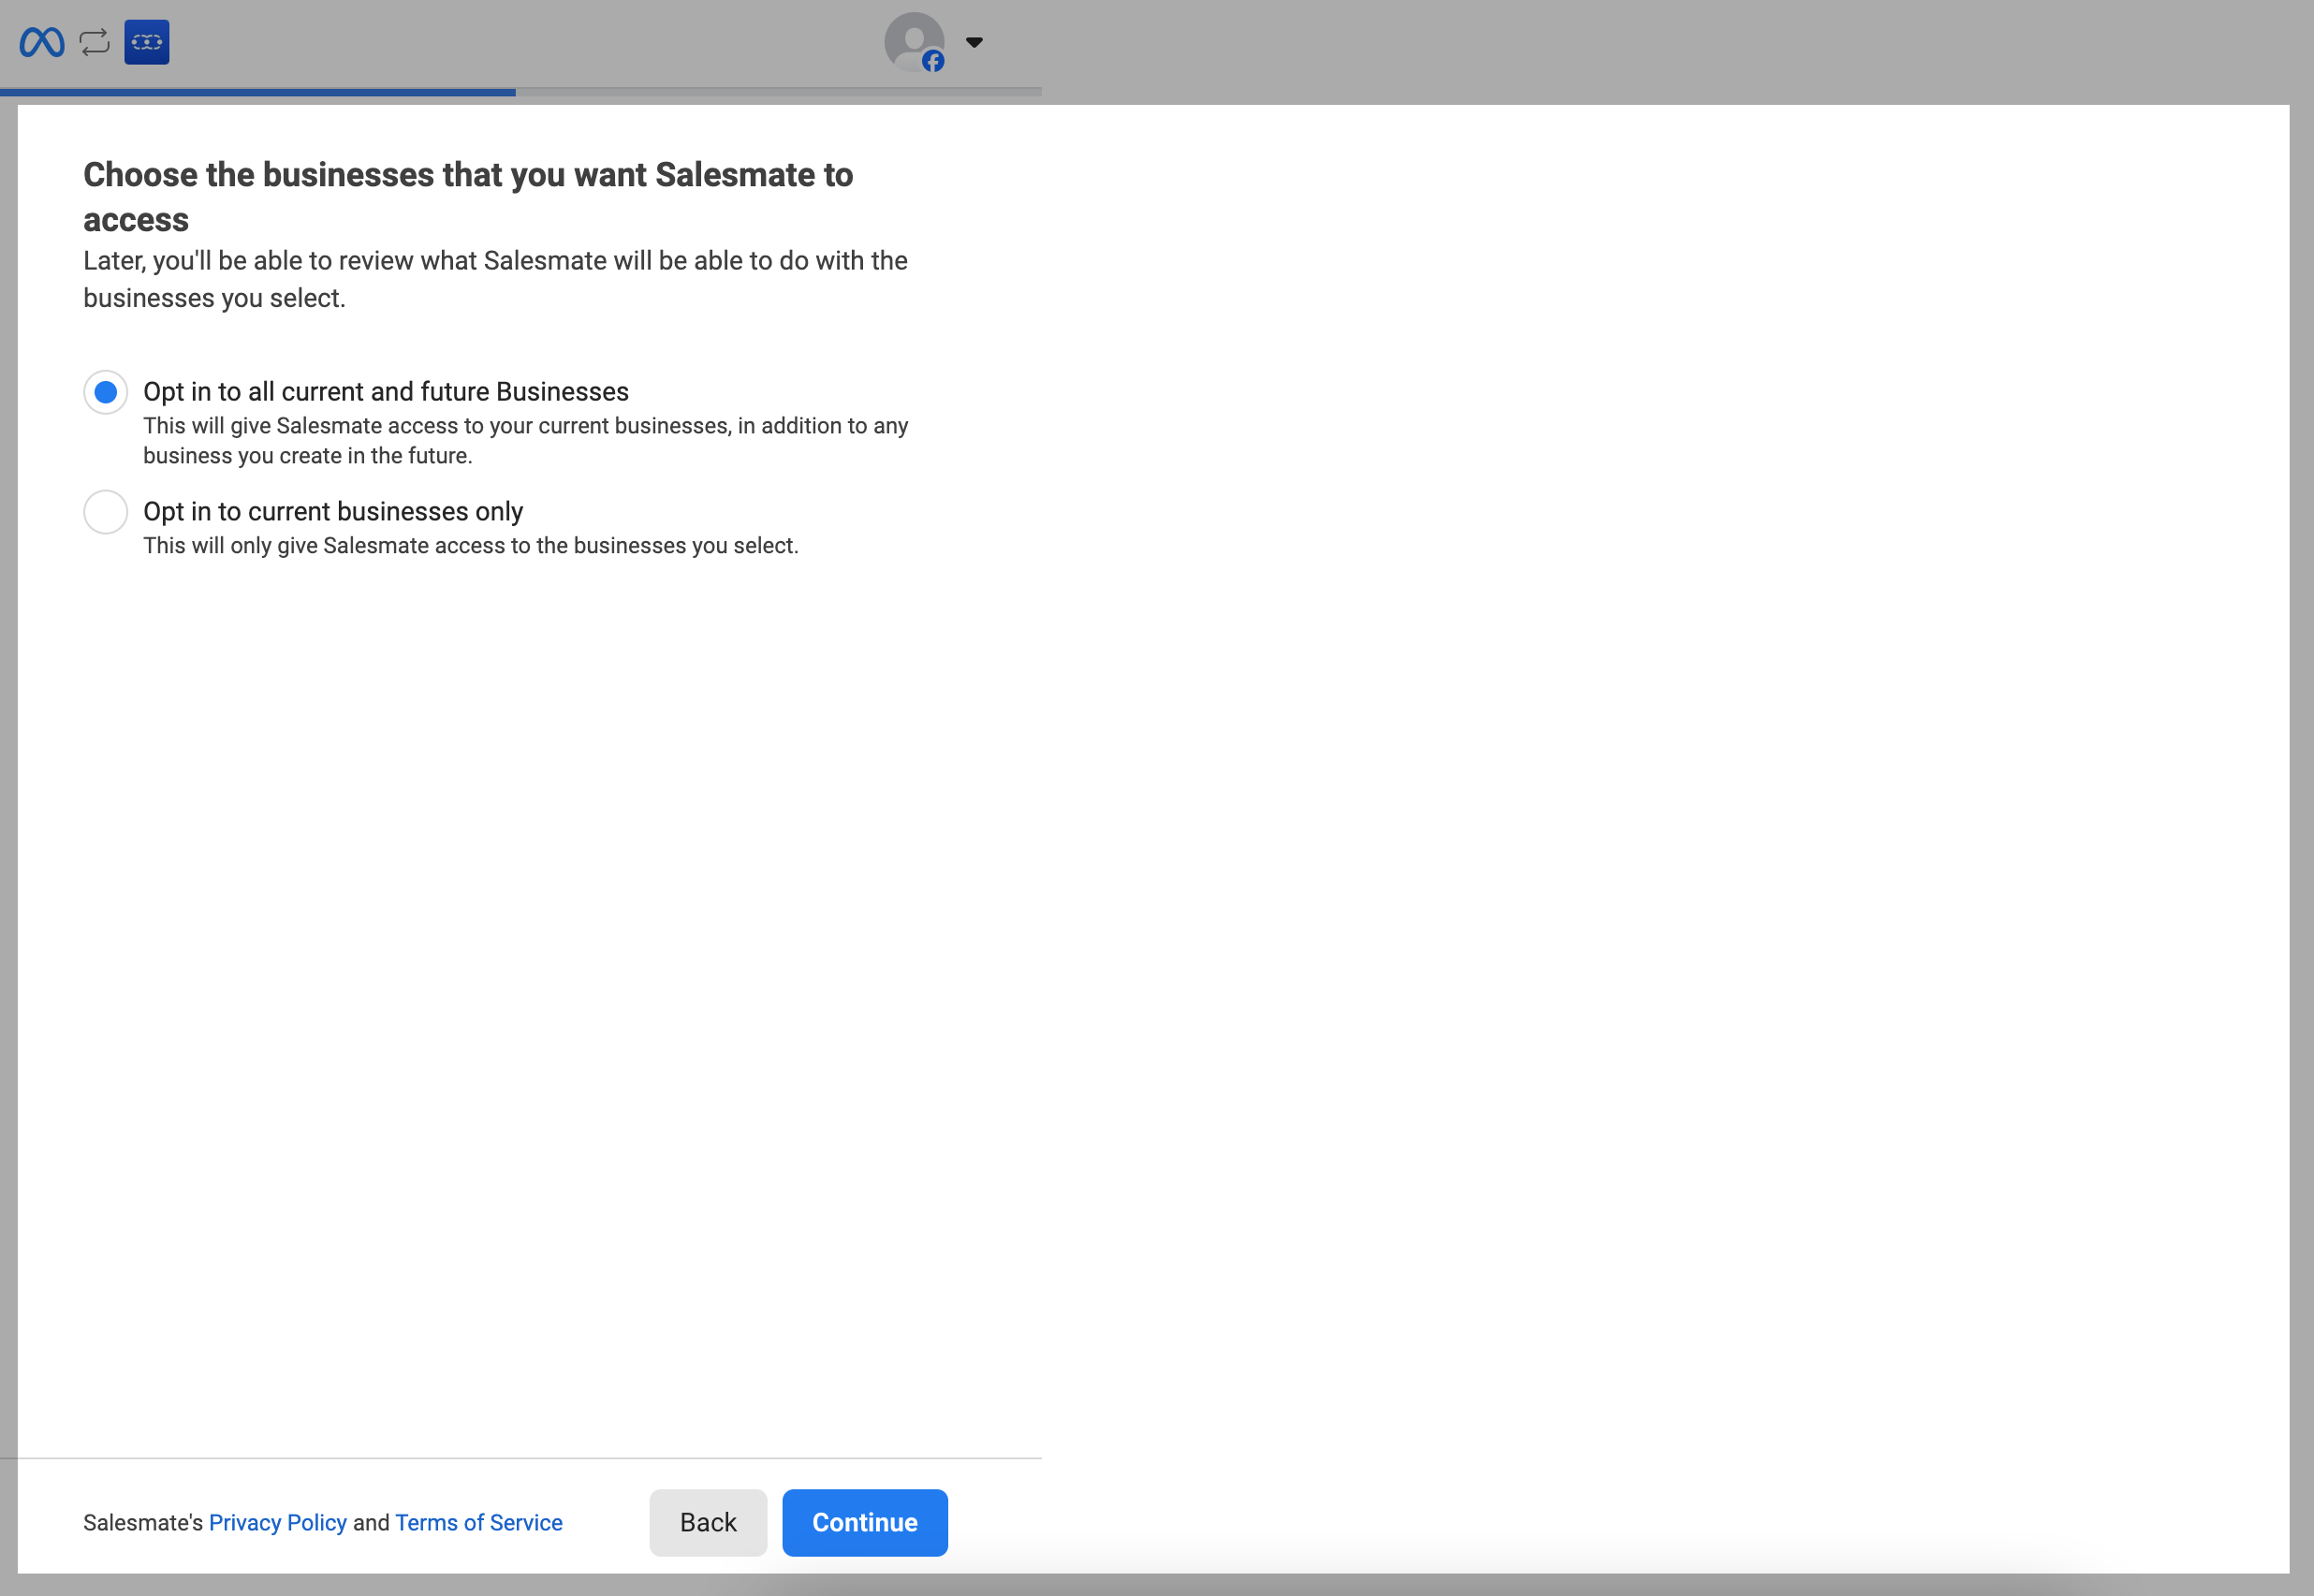 Choose the businesses that you want Salesmate to
access
Later, you'll be able to review what Salesmate will be able to do with the
businesses you select.
Opt in to all current and future Businesses
This will give Salesmate access to your current businesses, in addition to any
business you create in the future.
Opt in to current businesses only
This will only give Salesmate access to the businesses you select.
Salesmate's Privacy Policy and Terms of Service
Back
Continue